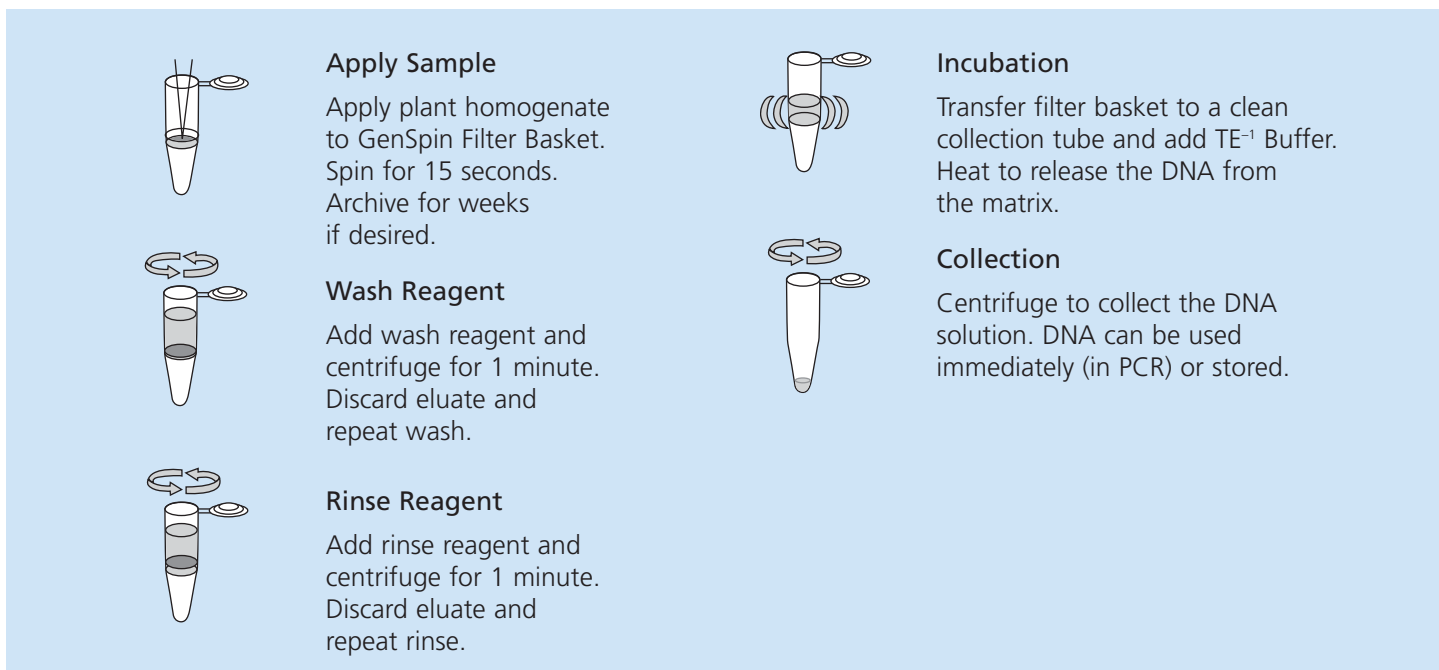 Apply Sample
Apply plant homogenate
to GenSpin Filter Basket.
Spin for 15 seconds.
Archive for weeks
if desired.
Wash Reagent
Add wash reagent and
centrifuge for 1 minute.
Discard eluate and
repeat wash.
Rinse Reagent
Add rinse reagent and
centrifuge for 1 minute.
Discard eluate and
repeat rinse.
Incubation
Transfer filter basket to a clean
collection tube and add TE⁻¹ Buffer.
Heat to release the DNA from
the matrix.
Collection
Centrifuge to collect the DNA
solution. DNA can be used
immediately (in PCR) or stored.